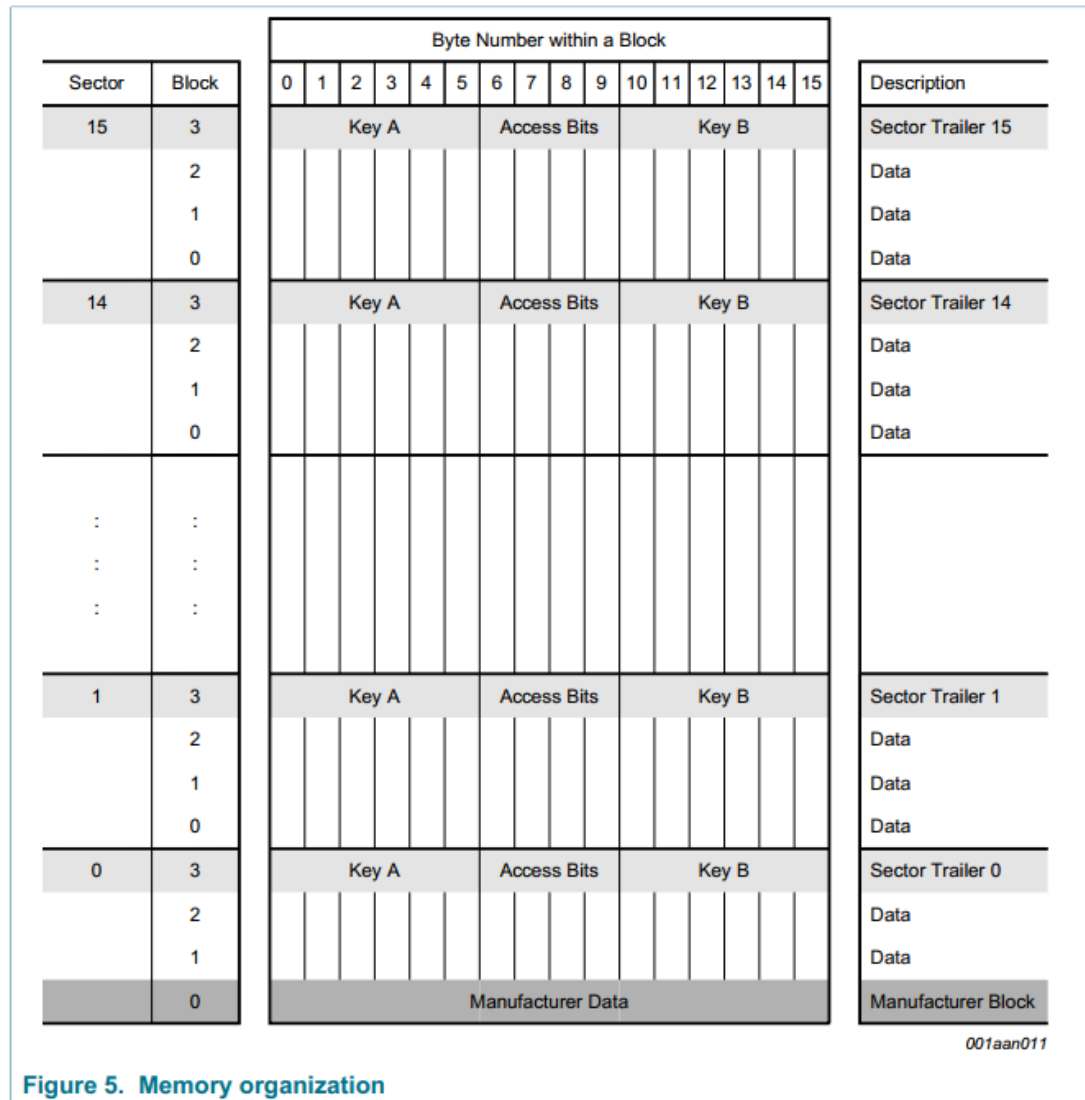 Byte Number within a Block
Sector Block 0 1 2 3 4 5 6 7 8 9 10 11 12 13 14 15 Description
15 3 Key A Access Bits Key B Sector Trailer 15
2 Data
1 Data
0 Data
14 3 Key A Access Bits Key B Sector Trailer 14
2 Data
1 Data
0 Data
: :
: :
: :
1 3 Key A Access Bits Key B Sector Trailer 1
2 Data
1 Data
0 Data
0 3 Key A Access Bits Key B Sector Trailer 0
2 Data
1 Data
0 Manufacturer Data Manufacturer Block
001aan011
Figure 5. Memory organization